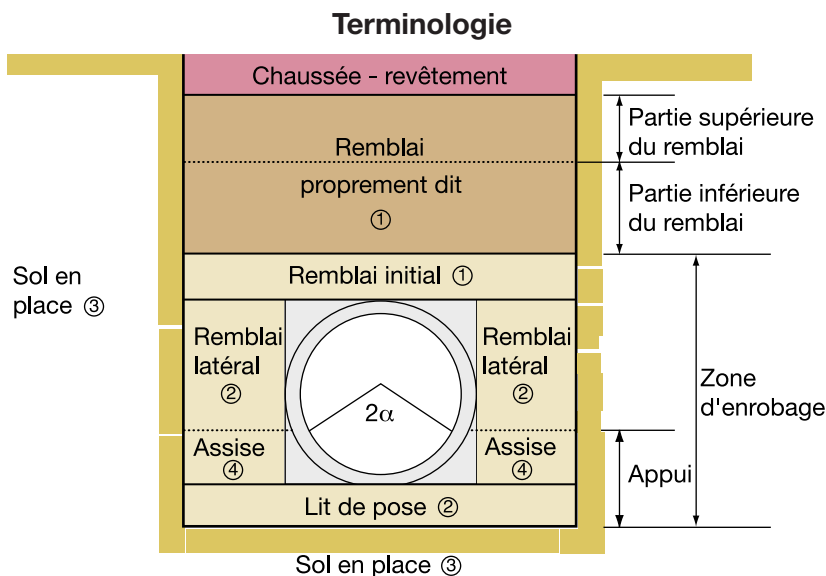 Terminologie
Chaussée - revêtement
Remblai
proprement dit
①
Partie supérieure
du remblai
Partie inférieure
du remblai
Remblai initial ①
Sol en
place ③
Remblai
latéral
②
Remblai
latéral
②
2α
Zone
d'enrobage
Assise
④
Assise
④
Appui
Lit de pose ②
Sol en place ③